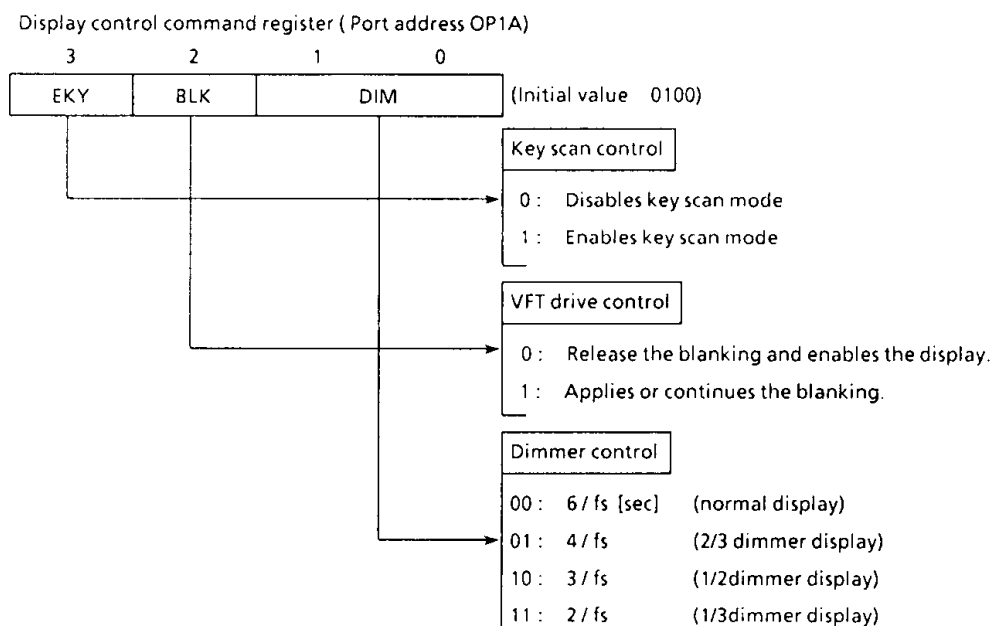 Display control command register ( Port address OP1A)
3 2 1 0
EKY BLK DIM (Initial value 0100)
Key scan control
0 : Disables key scan mode
1 : Enables key scan mode
VFT drive control
0 : Release the blanking and enables the display.
1 : Applies or continues the blanking.
Dimmer control
00 : 6 / fs [sec] (normal display)
01 : 4 / fs (2/3 dimmer display)
10 : 3 / fs (1/2dimmer display)
11 : 2 / fs (1/3dimmer display)